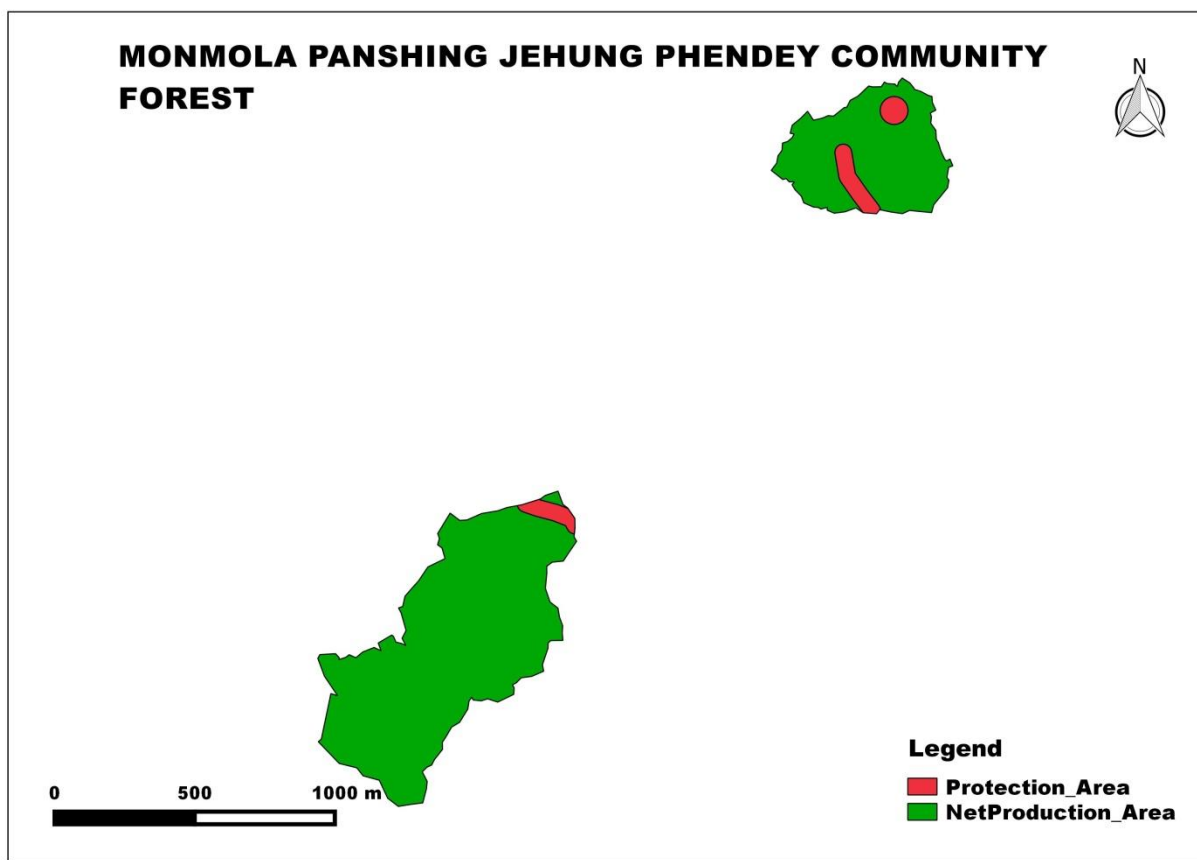 MONMOLA PANSHING JEHUNG PHENDEY COMMUNITY
FOREST
N
Legend
Protection_Area
NetProduction_Area
0 500 1000 m